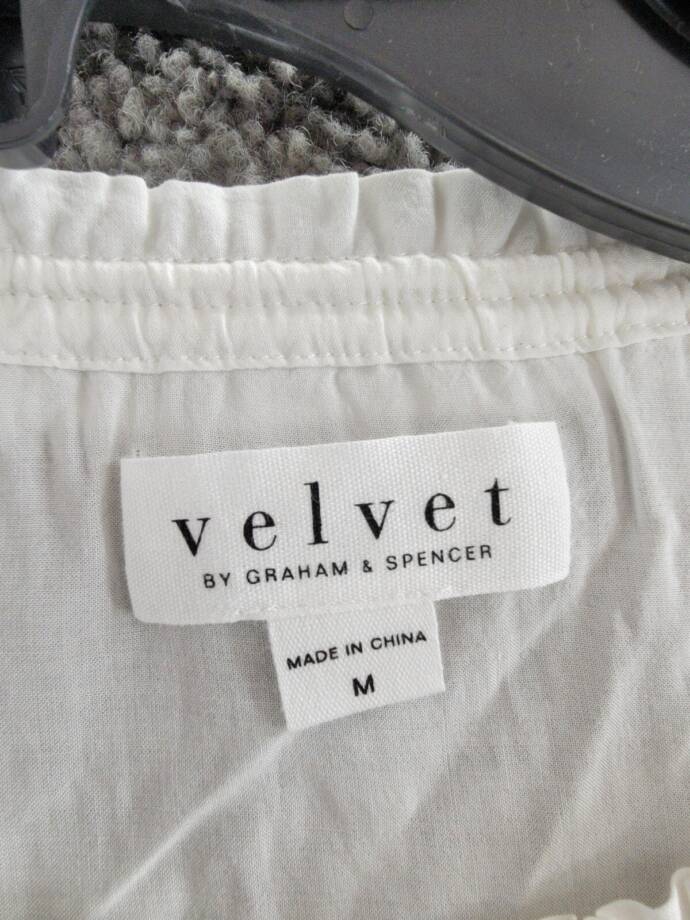 velvet
BY GRAHAM & SPENCER
MADE IN CHINA
M